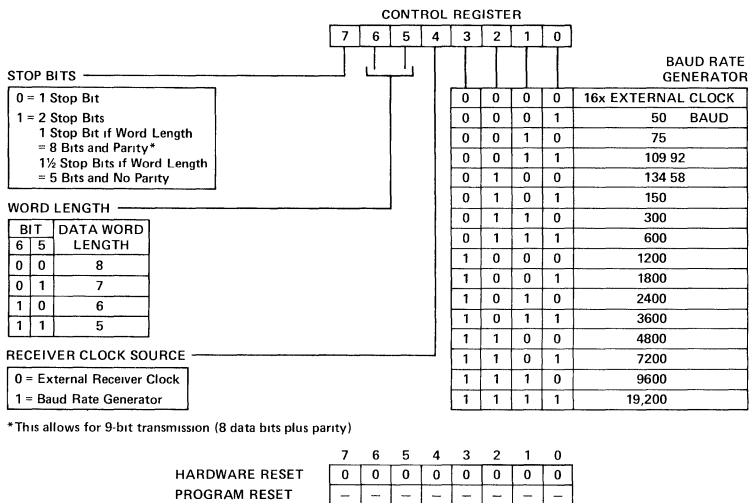 CONTROL REGISTER
7 6 5 4 3 2 1 0
STOP BITS
0 = 1 Stop Bit
1 = 2 Stop Bits
1 Stop Bit if Word Length
= 8 Bits and Parity*
1½ Stop Bits if Word Length
= 5 Bits and No Parity
WORD LENGTH
BIT DATA WORD
6 5 LENGTH
0 0 8
0 1 7
1 0 6
1 1 5
RECEIVER CLOCK SOURCE
0 = External Receiver Clock
1 = Baud Rate Generator
BAUD RATE
GENERATOR
0 0 0 0 16x EXTERNAL CLOCK
0 0 0 1 50 BAUD
0 0 1 0 75
0 0 1 1 109 92
0 1 0 0 134 58
0 1 0 1 150
0 1 1 0 300
0 1 1 1 600
1 0 0 0 1200
1 0 0 1 1800
1 0 1 0 2400
1 0 1 1 3600
1 1 0 0 4800
1 1 0 1 7200
1 1 1 0 9600
1 1 1 1 19,200
*This allows for 9-bit transmission (8 data bits plus parity)
7 6 5 4 3 2 1 0
HARDWARE RESET 0 0 0 0 0 0 0 0
PROGRAM RESET – – – – – – – –